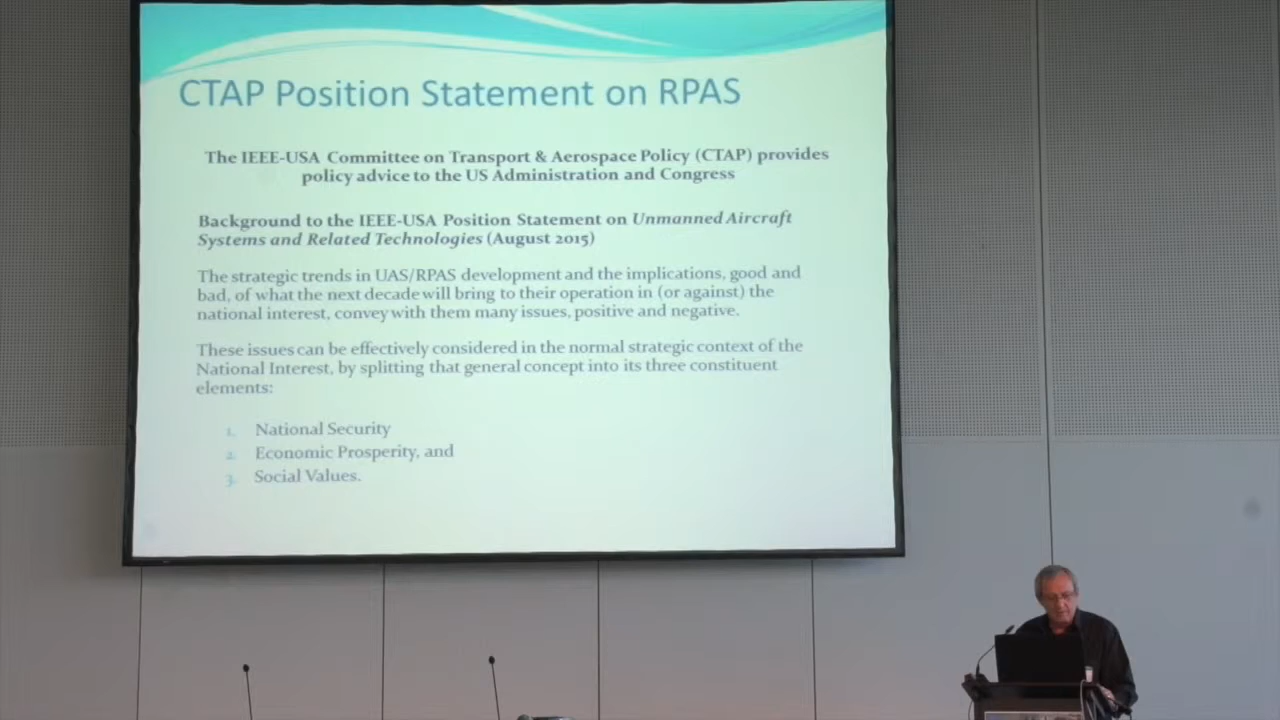 CTAP Position Statement on RPAS
The IEEE-USA Committee on Transport & Aerospace Policy (CTAP) provides
policy advice to the US Administration and Congress
Background to the IEEE-USA Position Statement on Unmanned Aircraft
Systems and Related Technologies (August 2015)
The strategic trends in UAS/RPAS development and the implications, good and
bad, of what the next decade will bring to their operation in (or against) the
national interest, convey with them many issues, positive and negative.
These issues can be effectively considered in the normal strategic context of the
National Interest, by splitting that general concept into its three constituent
elements:
1. National Security
2. Economic Prosperity, and
3. Social Values.